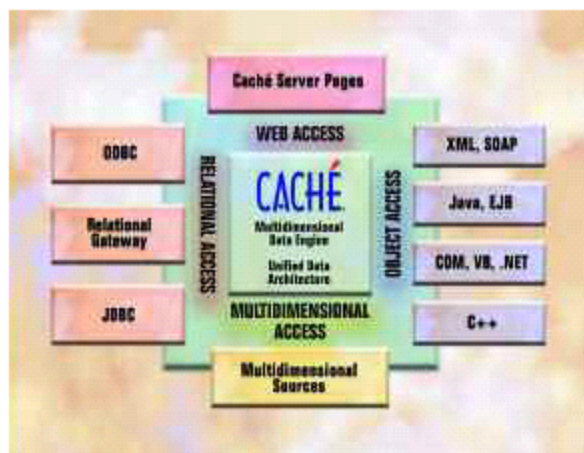 Caché Server Pages
WEB ACCESS
ODBC
Relational
Gateway
JDBC
RELATIONAL ACCESS
CACHÉ
Multidimensional
Data Engine
Unified Data
Architecture
OBJECT ACCESS
XML, SOAP
Java, EJB
COM, VB, .NET
C++
MULTIDIMENSIONAL
ACCESS
Multidimensional
Sources